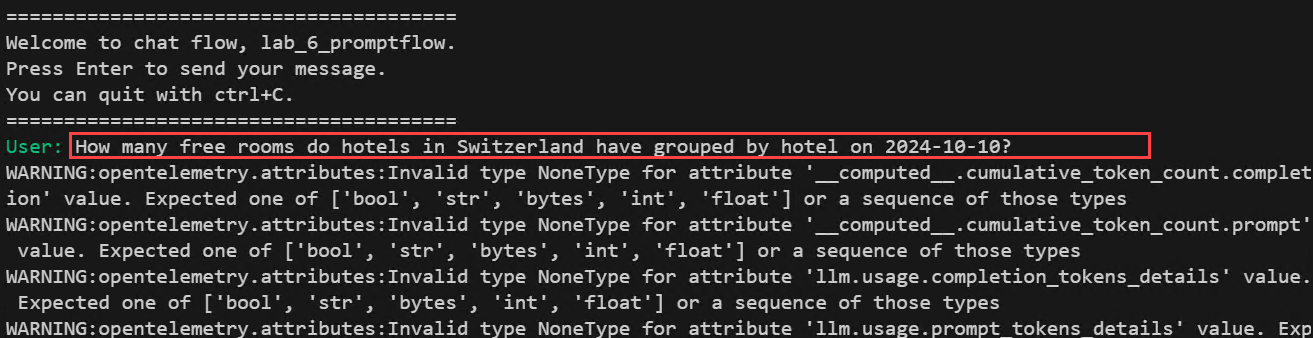 =======================================
Welcome to chat flow, lab_6_promptflow.
Press Enter to send your message.
You can quit with ctrl+C.
=======================================
User: How many free rooms do hotels in Switzerland have grouped by hotel on 2024-10-10?
WARNING:opentelemetry.attributes:Invalid type NoneType for attribute '__computed__.cumulative_token_count.complet
ion' value. Expected one of ['bool', 'str', 'bytes', 'int', 'float'] or a sequence of those types
WARNING:opentelemetry.attributes:Invalid type NoneType for attribute '__computed__.cumulative_token_count.prompt'
 value. Expected one of ['bool', 'str', 'bytes', 'int', 'float'] or a sequence of those types
WARNING:opentelemetry.attributes:Invalid type NoneType for attribute 'llm.usage.completion_tokens_details' value.
 Expected one of ['bool', 'str', 'bytes', 'int', 'float'] or a sequence of those types
WARNING:opentelemetry.attributes:Invalid type NoneType for attribute 'llm.usage.prompt_tokens_details' value. Exp